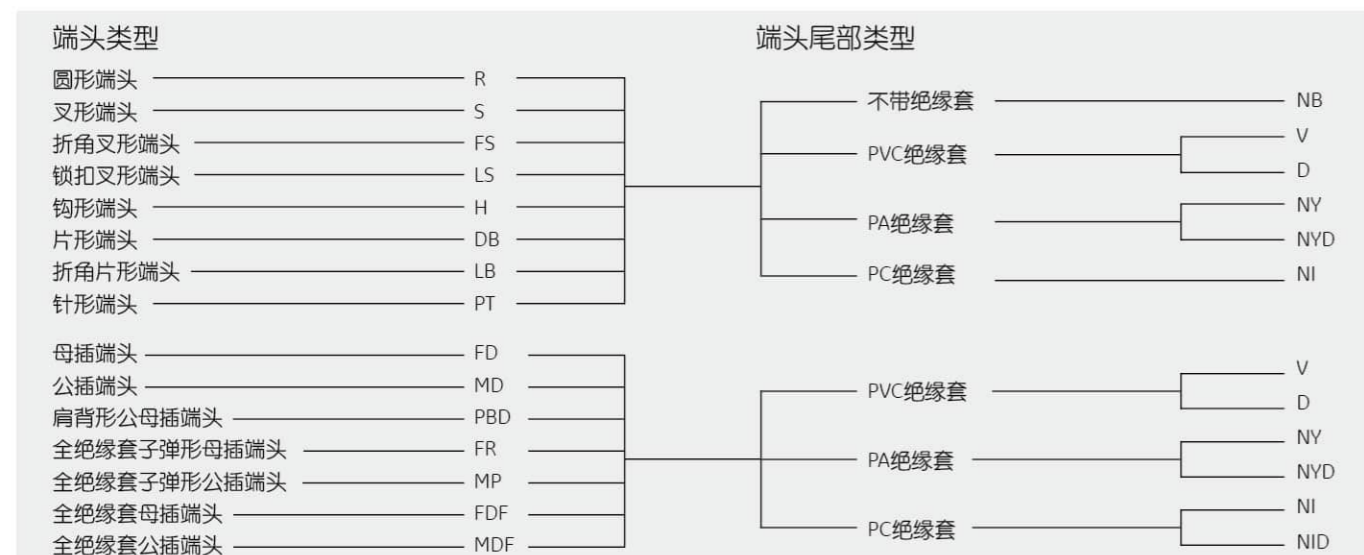 端头类型 端头尾部类型
圆形端头 R
叉形端头 S
折角叉形端头 FS
锁扣叉形端头 LS
钩形端头 H
片形端头 DB
折角片形端头 LB
针形端头 PT
不带绝缘套 NB
PVC绝缘套 V
D
PA绝缘套 NY
NYD
PC绝缘套 NI
母插端头 FD
公插端头 MD
肩背形公母插端头 PBD
全绝缘套子弹形母插端头 FR
全绝缘套子弹形公插端头 MP
全绝缘套母插端头 FDF
全绝缘套公插端头 MDF
PVC绝缘套 V
D
PA绝缘套 NY
NYD
PC绝缘套 NI
NID